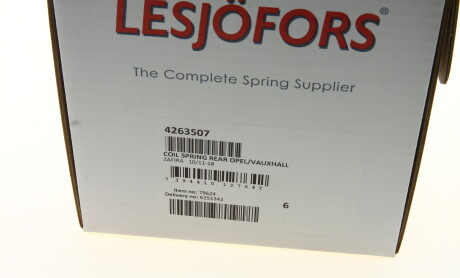 LESJÖFORS®
The Complete Spring Supplier
4263507
COIL SPRING REAR OPEL/VAUXHALL
ZAFIRA 10/11-18
Item no: 75624
Delivery no: 6251342
6